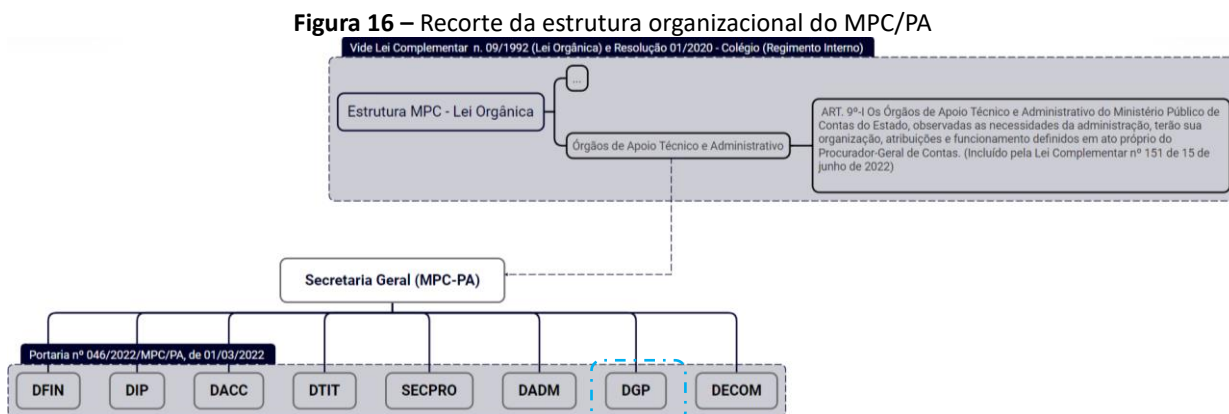 Figura 16 – Recorte da estrutura organizacional do MPC/PA
Vide Lei Complementar n. 09/1992 (Lei Orgânica) e Resolução 01/2020 - Colégio (Regimento Interno)
...
Estrutura MPC - Lei Orgânica
Órgãos de Apoio Técnico e Administrativo
ART. 9º-I Os Órgãos de Apoio Técnico e Administrativo do Ministério Público de
Contas do Estado, observadas as necessidades da administração, terão sua
organização, atribuições e funcionamento definidos em ato próprio do
Procurador-Geral de Contas. (Incluído pela Lei Complementar nº 151 de 15 de
junho de 2022)
Secretaria Geral (MPC-PA)
Portaria nº 046/2022/MPC/PA, de 01/03/2022
DFIN
DIP
DACC
DTIT
SECPRO
DADM
DGP
DECOM